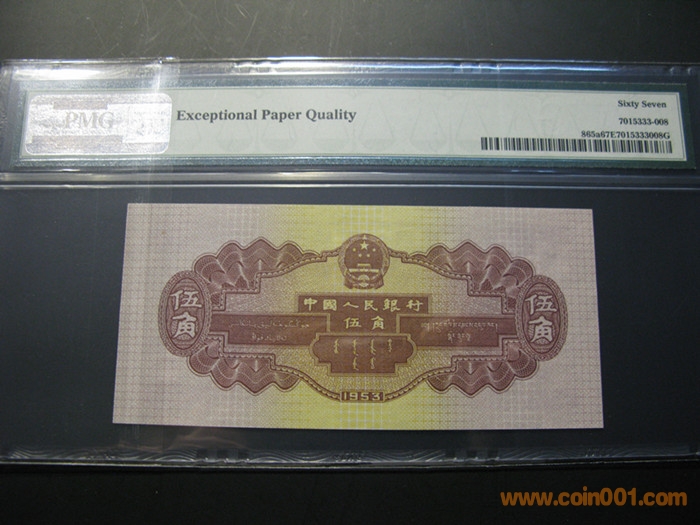 PMG
Exceptional Paper Quality
Sixty Seven
7015333-008
865a67E7015333008G
中國人民銀行
伍角
伍角
伍角
1953
www.coin001.com